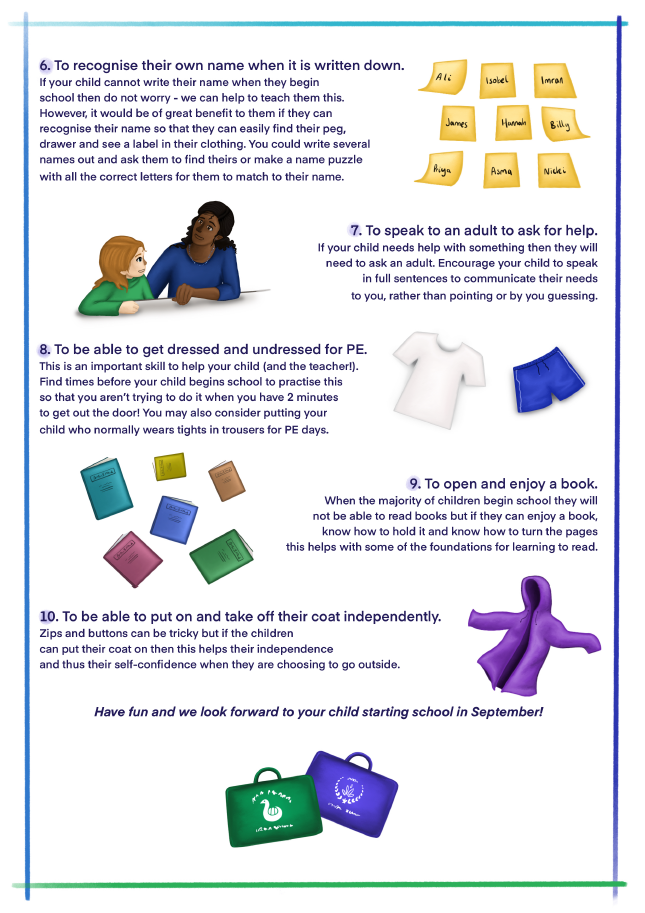 6. To recognise their own name when it is written down.
If your child cannot write their name when they begin
school then do not worry - we can help to teach them this.
However, it would be of great benefit to them if they can
recognise their name so that they can easily find their peg,
drawer and see a label in their clothing. You could write several
names out and ask them to find theirs or make a name puzzle
with all the correct letters for them to match to their name.
Ali
Isobel
Imran
James
Hannah
Billy
Asma
Nicki
7. To speak to an adult to ask for help.
If your child needs help with something then they will
need to ask an adult. Encourage your child to speak
in full sentences to communicate their needs
to you, rather than pointing or by you guessing.
8. To be able to get dressed and undressed for PE.
This is an important skill to help your child (and the teacher!).
Find times before your child begins school to practise this
so that you aren't trying to do it when you have 2 minutes
to get out the door! You may also consider putting your
child who normally wears tights in trousers for PE days.
9. To open and enjoy a book.
When the majority of children begin school they will
not be able to read books but if they can enjoy a book,
know how to hold it and know how to turn the pages
this helps with some of the foundations for learning to read.
10. To be able to put on and take off their coat independently.
Zips and buttons can be tricky but if the children
can put their coat on then this helps their independence
and thus their self-confidence when they are choosing to go outside.
Have fun and we look forward to your child starting school in September!